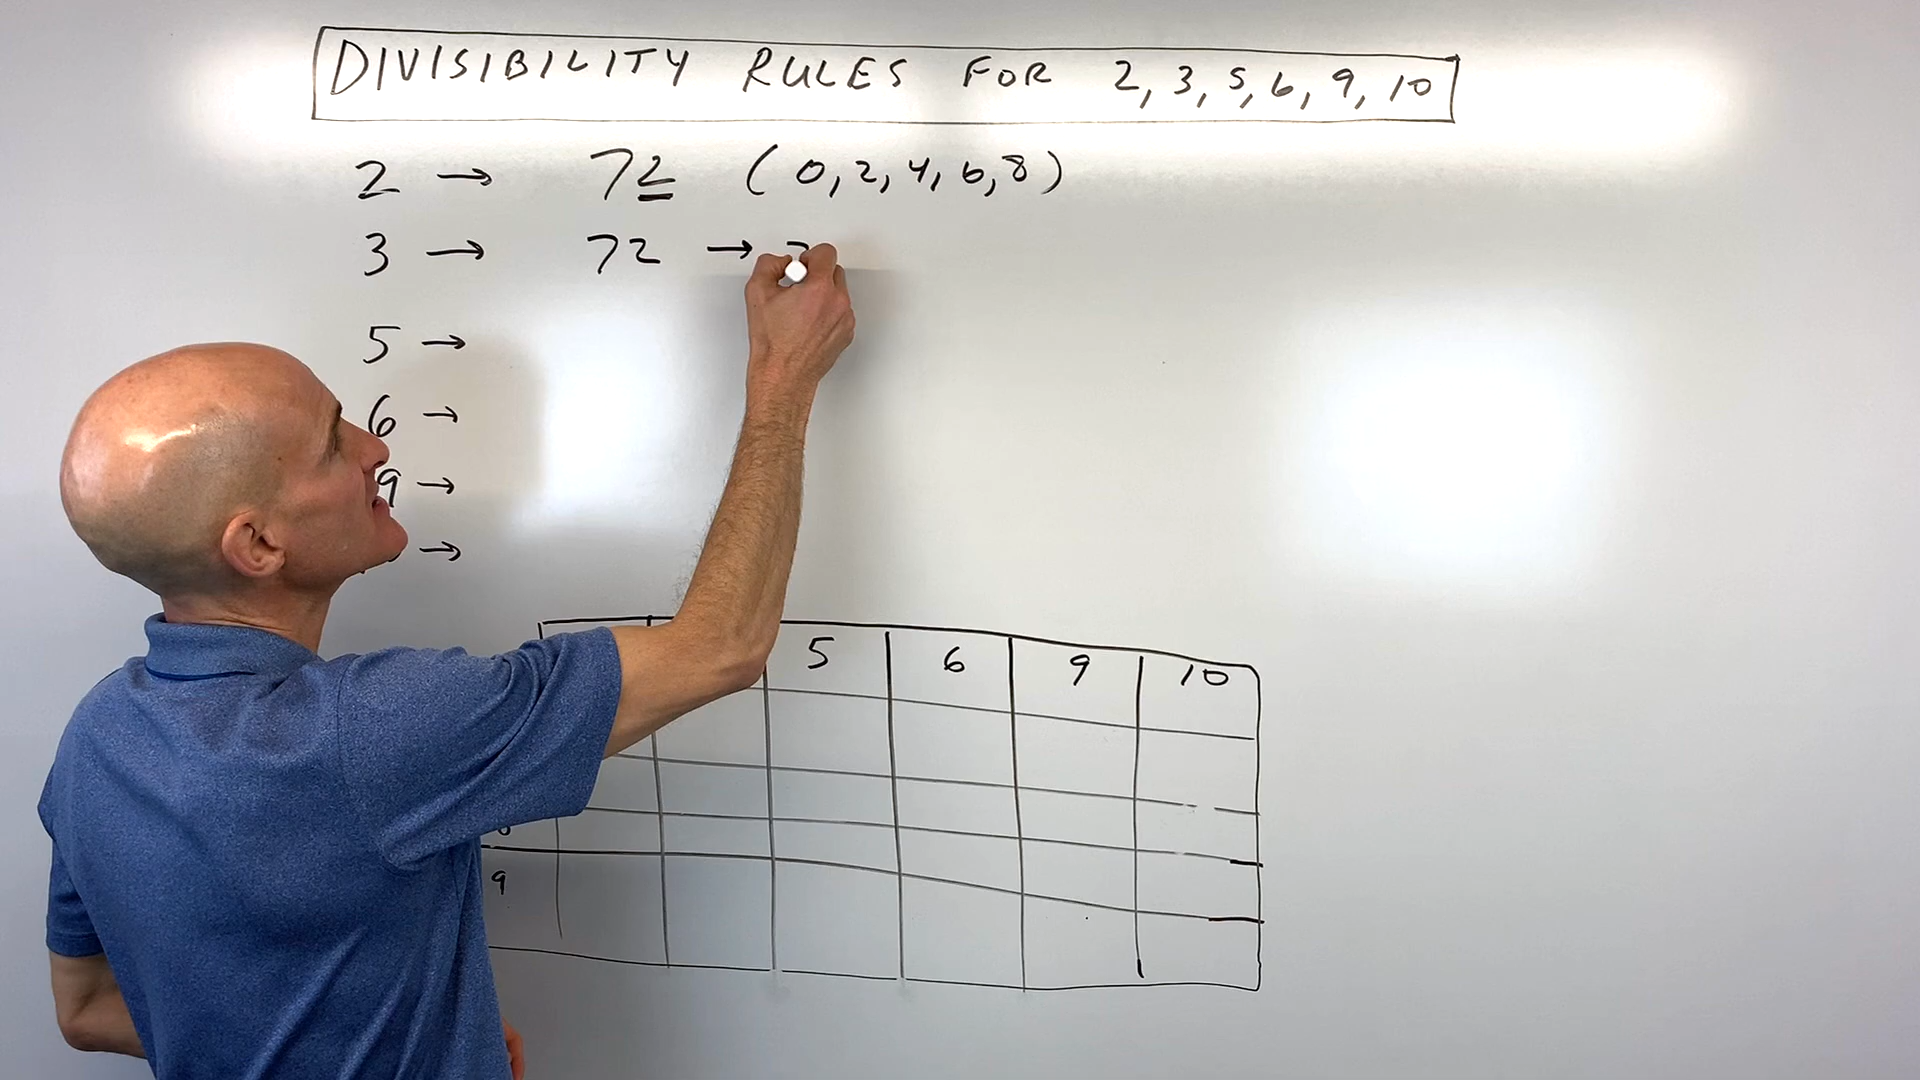 DIVISIBILITY RULES FOR 2, 3, 5, 6, 9, 10
2 → 72 (0, 2, 4, 6, 8)
3 → 72 →
5 →
6 →
9 →
→
5 6 9 10
9